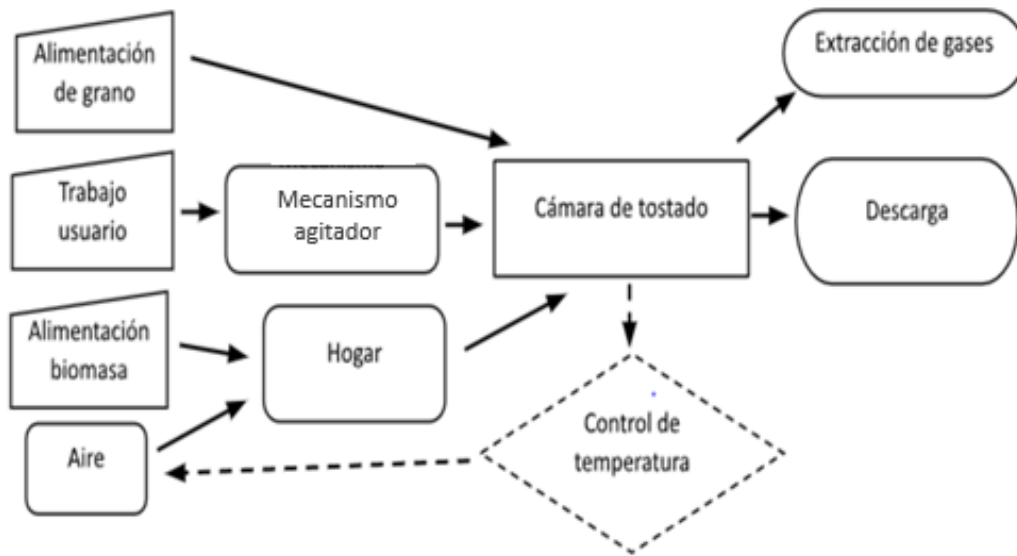 Alimentación
de grano
Extracción de gases
Trabajo
usuario
Mecanismo
agitador
Cámara de tostado
Descarga
Alimentación
biomasa
Hogar
Aire
Control de
temperatura